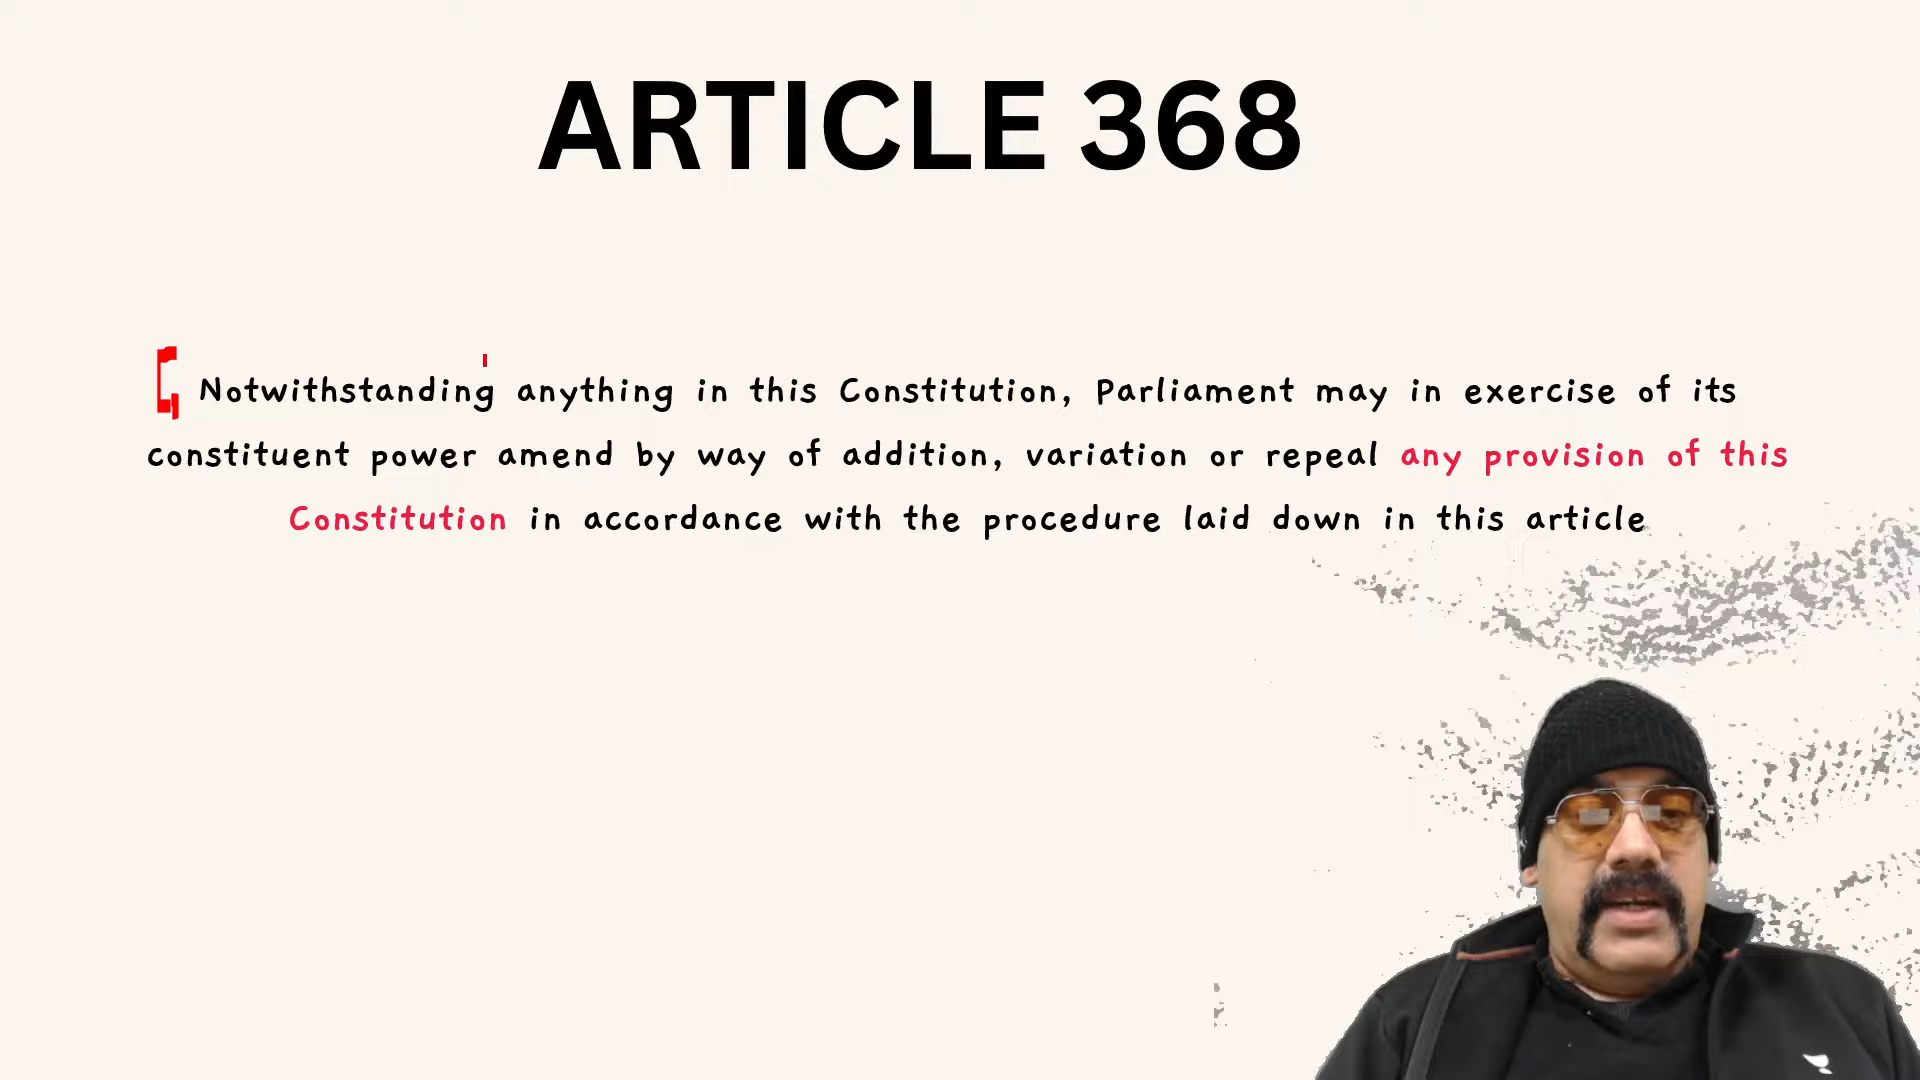 ARTICLE 368
Notwithstanding anything in this Constitution, Parliament may in exercise of its
constituent power amend by way of addition, variation or repeal any provision of this
Constitution in accordance with the procedure laid down in this article